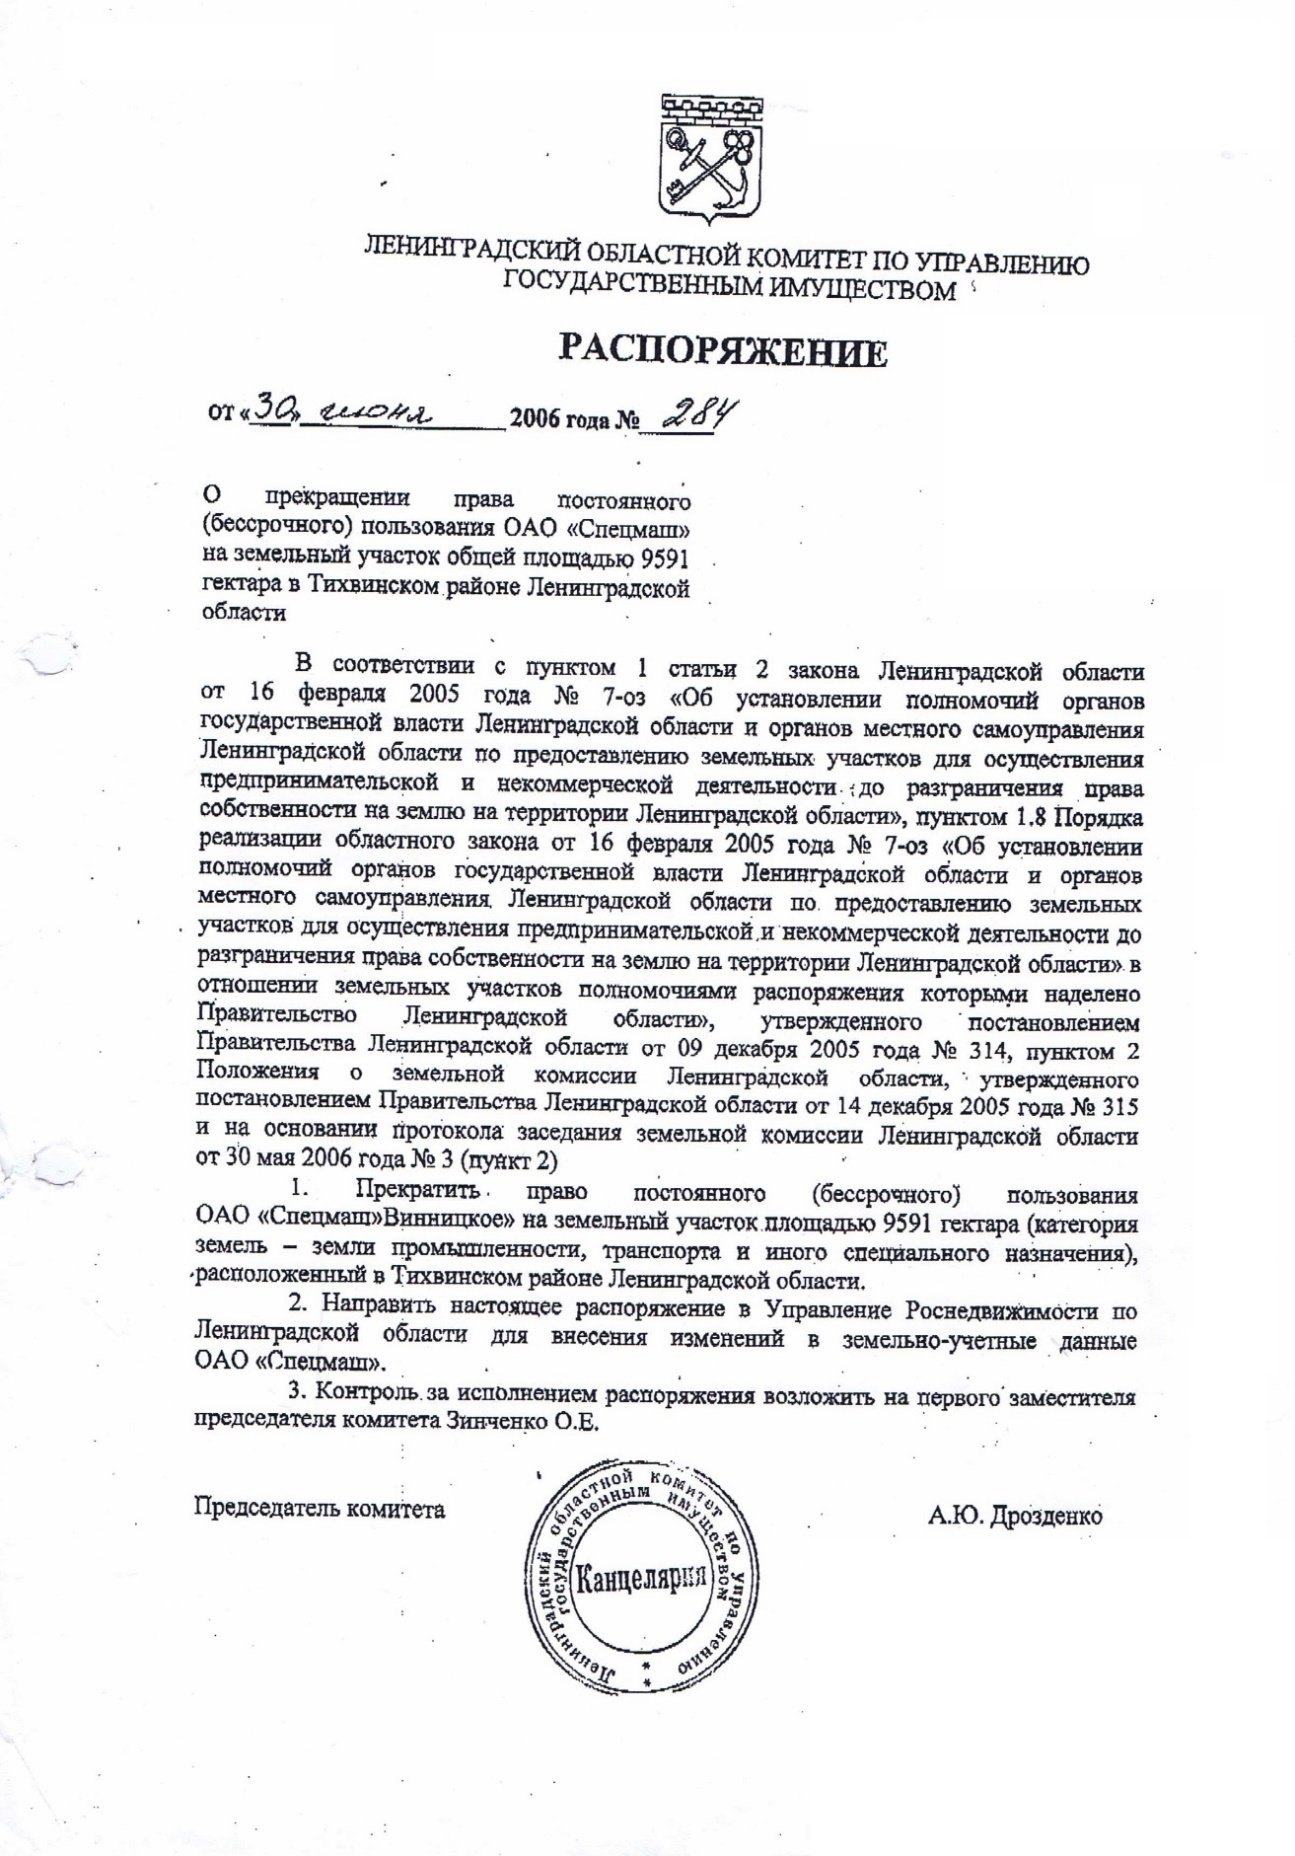 ЛЕНИНГРАДСКИЙ ОБЛАСТНОЙ КОМИТЕТ ПО УПРАВЛЕНИЮ
ГОСУДАРСТВЕННЫМ ИМУЩЕСТВОМ
РАСПОРЯЖЕНИЕ
от «30» июня 2006 года № 284
О прекращении права постоянного
(бессрочного) пользования ОАО «Спецмаш»
на земельный участок общей площадью 9591
гектара в Тихвинском районе Ленинградской
области
В соответствии с пунктом 1 статьи 2 закона Ленинградской области
от 16 февраля 2005 года № 7-оз «Об установлении полномочий органов
государственной власти Ленинградской области и органов местного самоуправления
Ленинградской области по предоставлению земельных участков для осуществления
предпринимательской и некоммерческой деятельности до разграничения права
собственности на землю на территории Ленинградской области», пунктом 1.8 Порядка
реализации областного закона от 16 февраля 2005 года № 7-оз «Об установлении
полномочий органов государственной власти Ленинградской области и органов
местного самоуправления Ленинградской области по предоставлению земельных
участков для осуществления предпринимательской и некоммерческой деятельности до
разграничения права собственности на землю на территории Ленинградской области» в
отношении земельных участков полномочиями распоряжения которыми наделено
Правительство Ленинградской области», утвержденного постановлением
Правительства Ленинградской области от 09 декабря 2005 года № 314, пунктом 2
Положения о земельной комиссии Ленинградской области, утвержденного
постановлением Правительства Ленинградской области от 14 декабря 2005 года № 315
и на основании протокола заседания земельной комиссии Ленинградской области
от 30 мая 2006 года № 3 (пункт 2)
1. Прекратить право постоянного (бессрочного) пользования
ОАО «Спецмаш»Винницкое» на земельный участок площадью 9591 гектара (категория
земель – земли промышленности, транспорта и иного специального назначения),
расположенный в Тихвинском районе Ленинградской области.
2. Направить настоящее распоряжение в Управление Роснедвижимости по
Ленинградской области для внесения изменений в земельно-учетные данные
ОАО «Спецмаш».
3. Контроль за исполнением распоряжения возложить на первого заместителя
председателя комитета Зинченко О.Е.
Председатель комитета
А.Ю. Дрозденко
Ленинградский областной комитет по управлению
государственным имуществом
Канцелярия